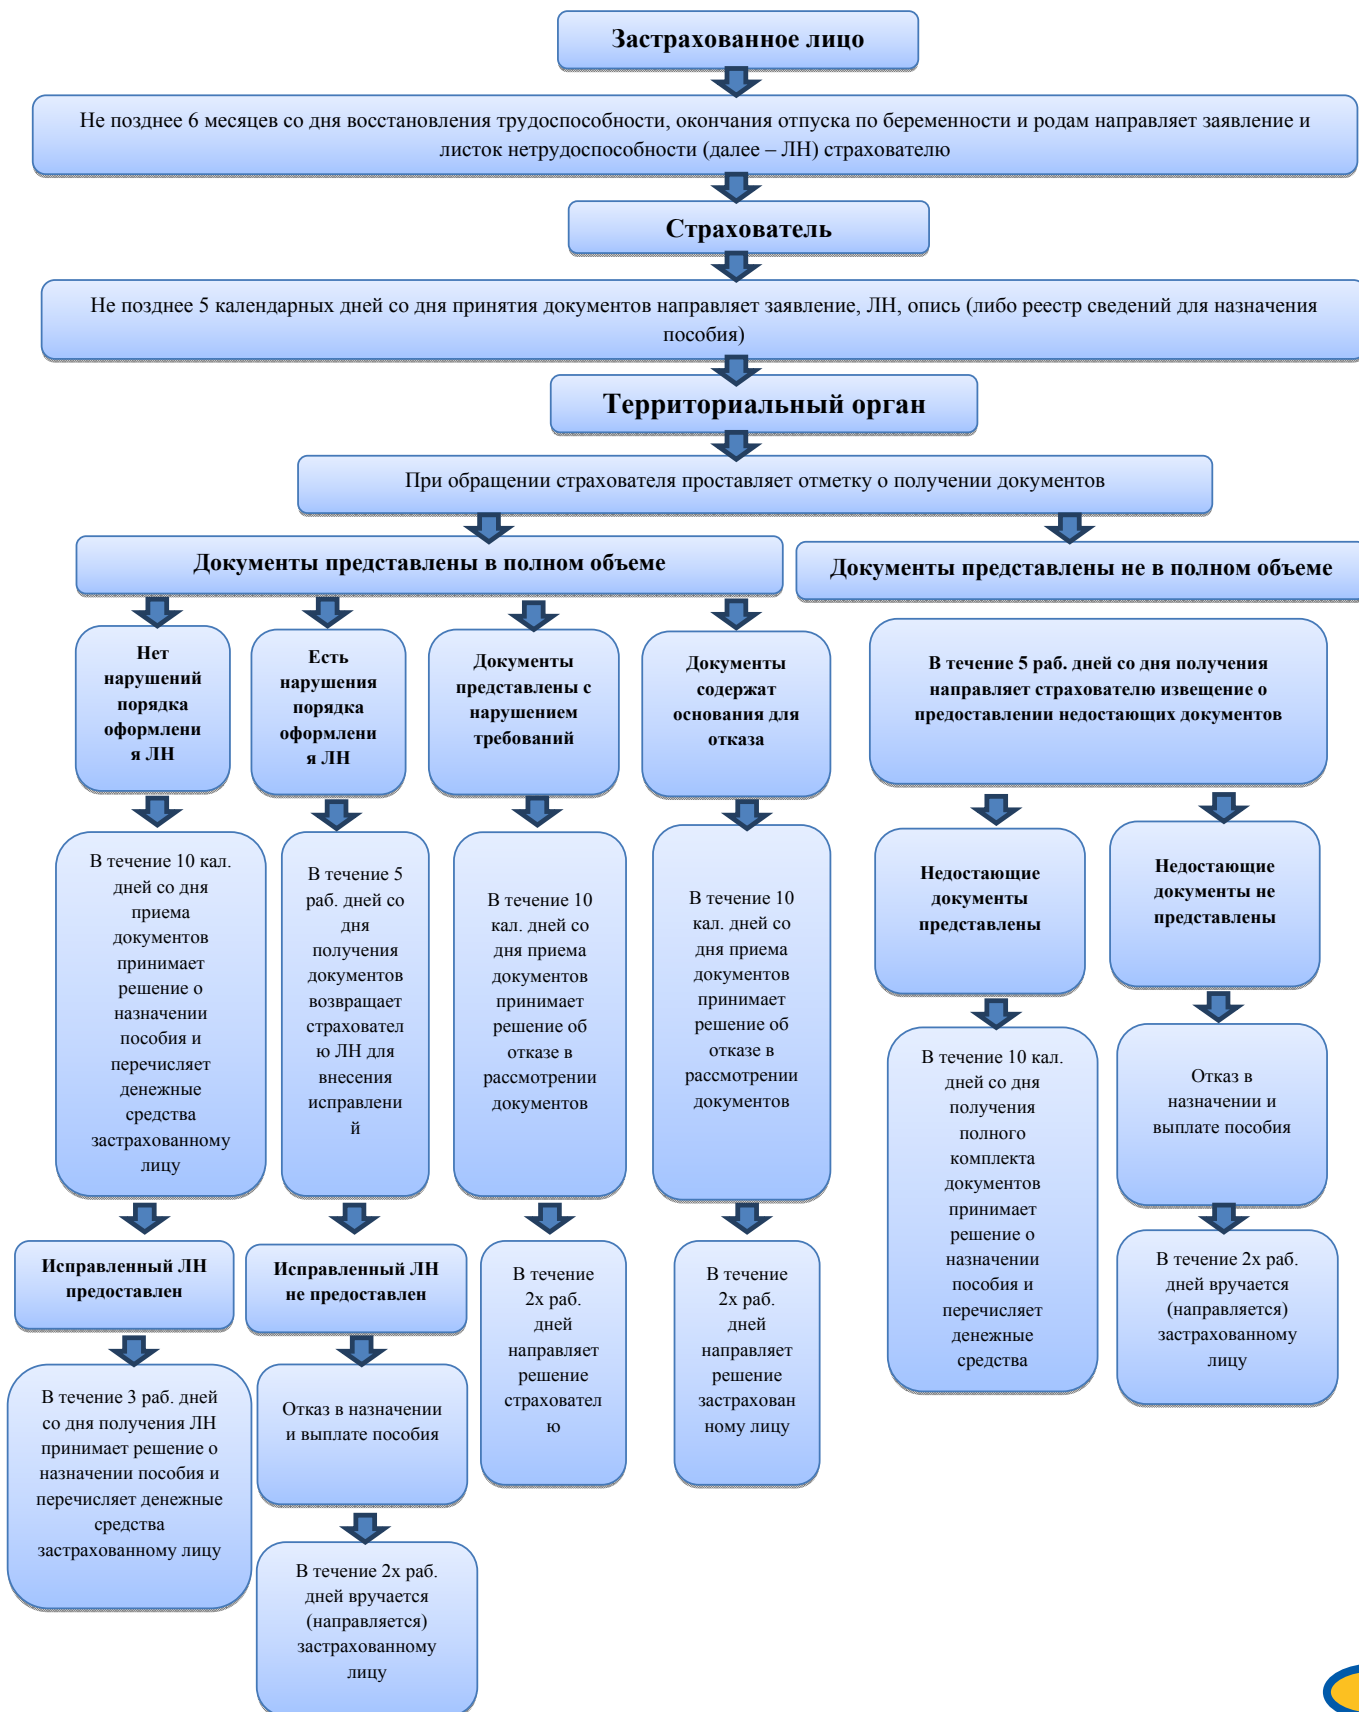 Застрахованное лицо
Не позднее 6 месяцев со дня восстановления трудоспособности, окончания отпуска по беременности и родам направляет заявление и
листок нетрудоспособности (далее – ЛН) страхователю
Страхователь
Не позднее 5 календарных дней со дня принятия документов направляет заявление, ЛН, опись (либо реестр сведений для назначения
пособия)
Территориальный орган
При обращении страхователя проставляет отметку о получении документов
Документы представлены в полном объеме
Документы представлены не в полном объеме
Нет
нарушений
порядка
оформлени
я ЛН
Есть
нарушения
порядка
оформлени
я ЛН
Документы
представлены с
нарушением
требований
Документы
содержат
основания для
отказа
В течение 5 раб. дней со дня получения
направляет страхователю извещение о
предоставлении недостающих документов
В течение 10 кал.
дней со дня
приема
документов
принимает
решение о
назначении
пособия и
перечисляет
денежные
средства
застрахованному
лицу
В течение 5
раб. дней со
дня
получения
документов
возвращает
страховател
ю ЛН для
внесения
исправлени
й
В течение 10
кал. дней со
дня приема
документов
принимает
решение об
отказе в
рассмотрении
документов
В течение 10
кал. дней со
дня приема
документов
принимает
решение об
отказе в
рассмотрении
документов
Недостающие
документы
представлены
Недостающие
документы не
представлены
В течение 10 кал.
дней со дня
получения
полного
комплекта
документов
принимает
решение о
назначении
пособия и
перечисляет
денежные
средства
Отказ в
назначении и
выплате пособия
В течение 2х раб.
дней вручается
(направляется)
застрахованному
лицу
Исправленный ЛН
предоставлен
Исправленный ЛН
не предоставлен
В течение
2х раб.
дней
направляет
решение
страховател
ю
В течение
2х раб.
дней
направляет
решение
застрахован
ному лицу
В течение 3 раб. дней
со дня получения ЛН
принимает решение о
назначении пособия и
перечисляет денежные
средства
застрахованному лицу
Отказ в назначении
и выплате пособия
В течение 2х раб.
дней вручается
(направляется)
застрахованному
лицу